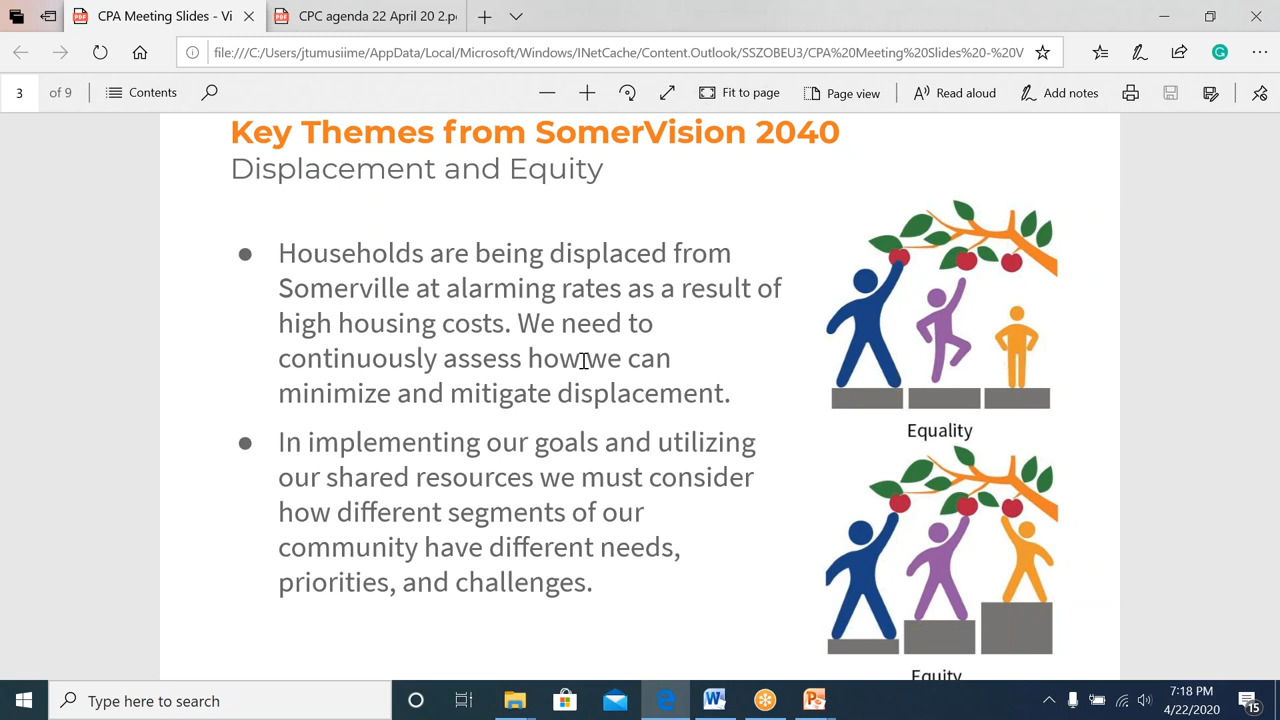 CPA Meeting Slides - Vi
CPC agenda 22 April 20 2.p
file:///C:/Users/jtumusiime/AppData/Local/Microsoft/Windows/INetCache/Content.Outlook/SSZOBEU3/CPA%20Meeting%20Slides%20-%20V
3 of 9
Contents
Fit to page
Page view
Read aloud
Add notes
Key Themes from SomerVision 2040
Displacement and Equity
● Households are being displaced from
Somerville at alarming rates as a result of
high housing costs. We need to
continuously assess how we can
minimize and mitigate displacement.
● In implementing our goals and utilizing
our shared resources we must consider
how different segments of our
community have different needs,
priorities, and challenges.
Equality
Equity
Type here to search
7:18 PM
4/22/2020
15